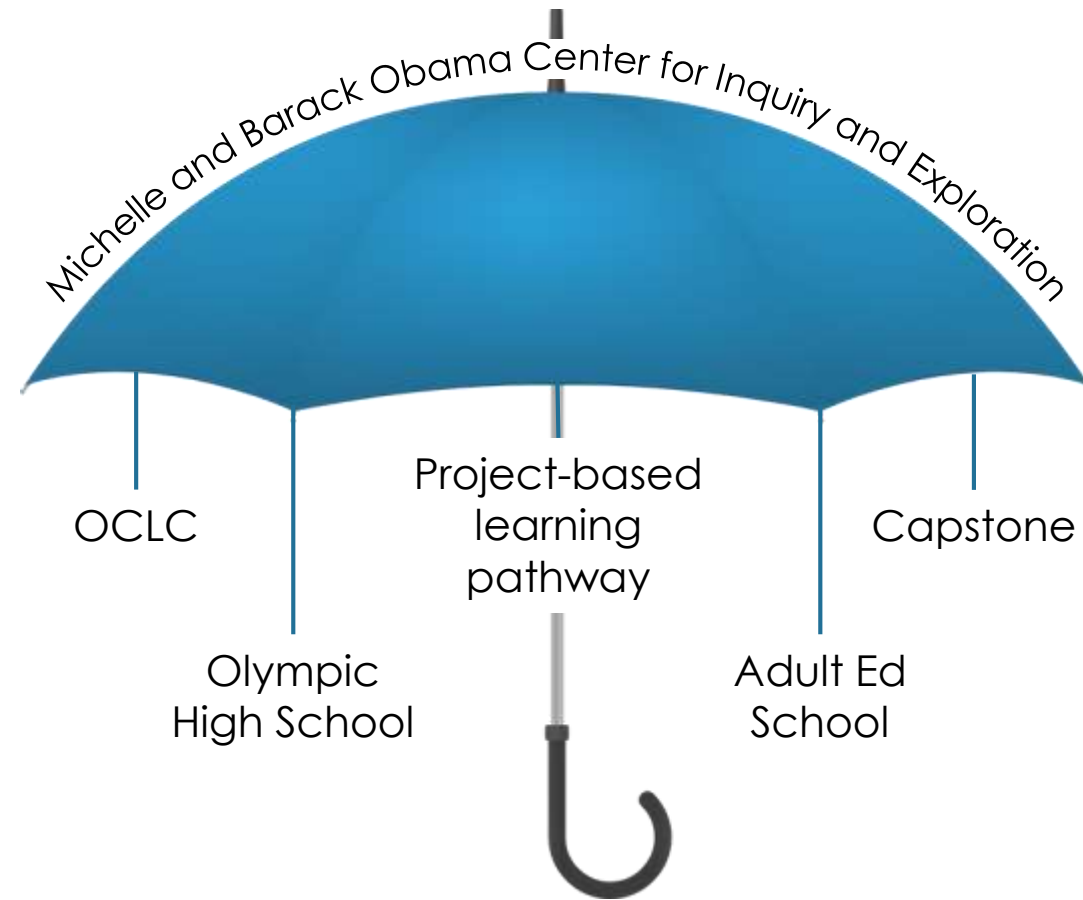 Michelle and Barack Obama Center for Inquiry and Exploration
OCLC
Olympic
High School
Project-based
learning
pathway
Adult Ed
School
Capstone